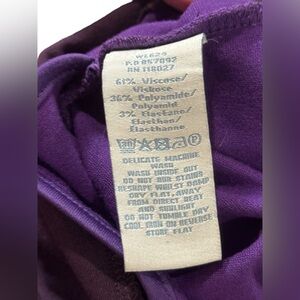 WE629
P.O R57092
RN 118027
61% Viscose/
Viskose
36% Polyamide/
Polyamid
3% Elastane/
Elasthan/
Elasthanne
DELICATE MACHINE
WASH
WASH INSIDE OUT
DO NOT RUB STAINS
RESHAPE WHILST DAMP
DRY FLAT, AWAY
FROM DIRECT HEAT
AND SUNLIGHT
DO NOT TUMBLE DRY
COOL IRON ON REVERSE
STORE FLAT